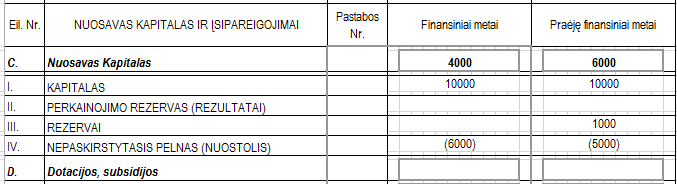 Eil. Nr. NUOSAVAS KAPITALAS IR ĮSIPAREIGOJIMAI Pastabos Nr. Finansiniai metai Praėję finansiniai metai
C. Nuosavas Kapitalas 4000 6000
I. KAPITALAS 10000 10000
II. PERKAINOJIMO REZERVAS (REZULTATAI)
III. REZERVAI 1000
IV. NEPASKIRSTYTASIS PELNAS (NUOSTOLIS) (6000) (5000)
D. Dotacijos, subsidijos